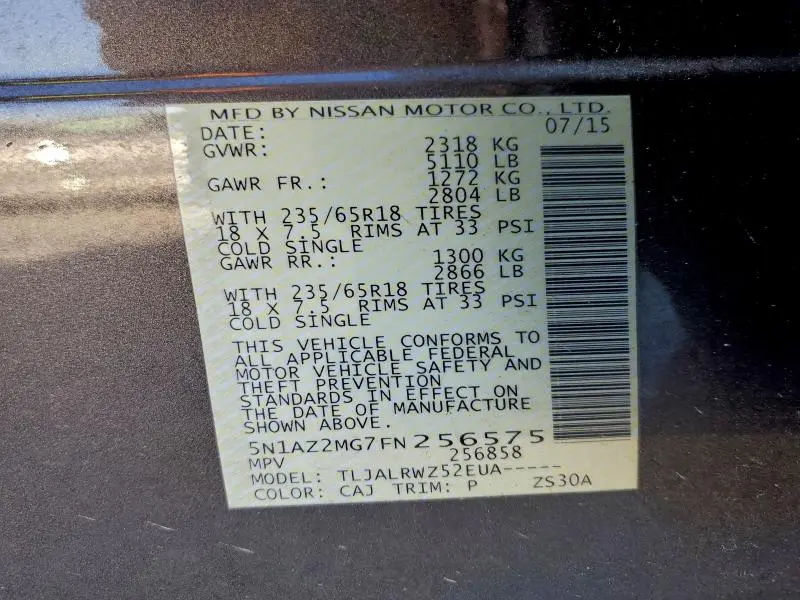 MFD BY NISSAN MOTOR CO., LTD.
DATE: 07/15
GVWR: 2318 KG
5110 LB
GAWR FR.: 1272 KG
2804 LB
WITH 235/65R18 TIRES
18 X 7.5 RIMS AT 33 PSI
COLD SINGLE
GAWR RR.: 1300 KG
2866 LB
WITH 235/65R18 TIRES
18 X 7.5 RIMS AT 33 PSI
COLD SINGLE
THIS VEHICLE CONFORMS TO
ALL APPLICABLE FEDERAL
MOTOR VEHICLE SAFETY AND
THEFT PREVENTION
STANDARDS IN EFFECT ON
THE DATE OF MANUFACTURE
SHOWN ABOVE.
5N1AZ2MG7FN256575
MPV 256858
MODEL: TLJALRWZ52EUA-----
COLOR: CAJ TRIM: P ZS30A